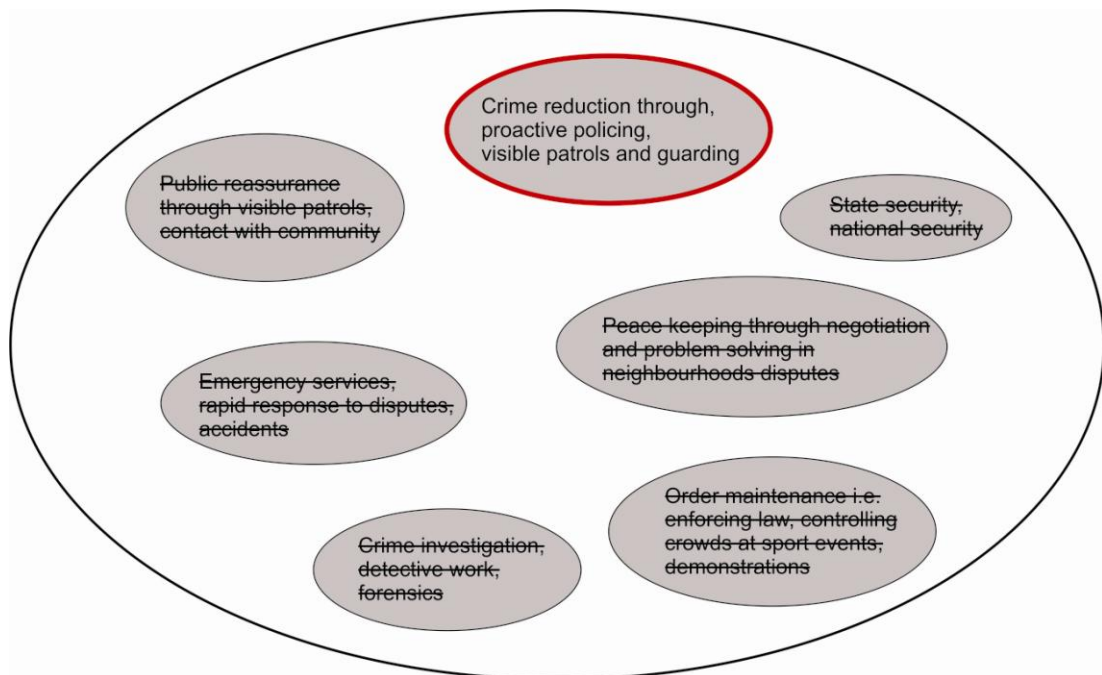 Crime reduction through,
proactive policing,
visible patrols and guarding
Public reassurance
through visible patrols,
contact with community
State security,
national security
Peace keeping through negotiation
and problem solving in
neighbourhoods disputes
Emergency services,
rapid response to disputes,
accidents
Order maintenance i.e.
enforcing law, controlling
crowds at sport events,
demonstrations
Crime investigation,
detective work,
forensics